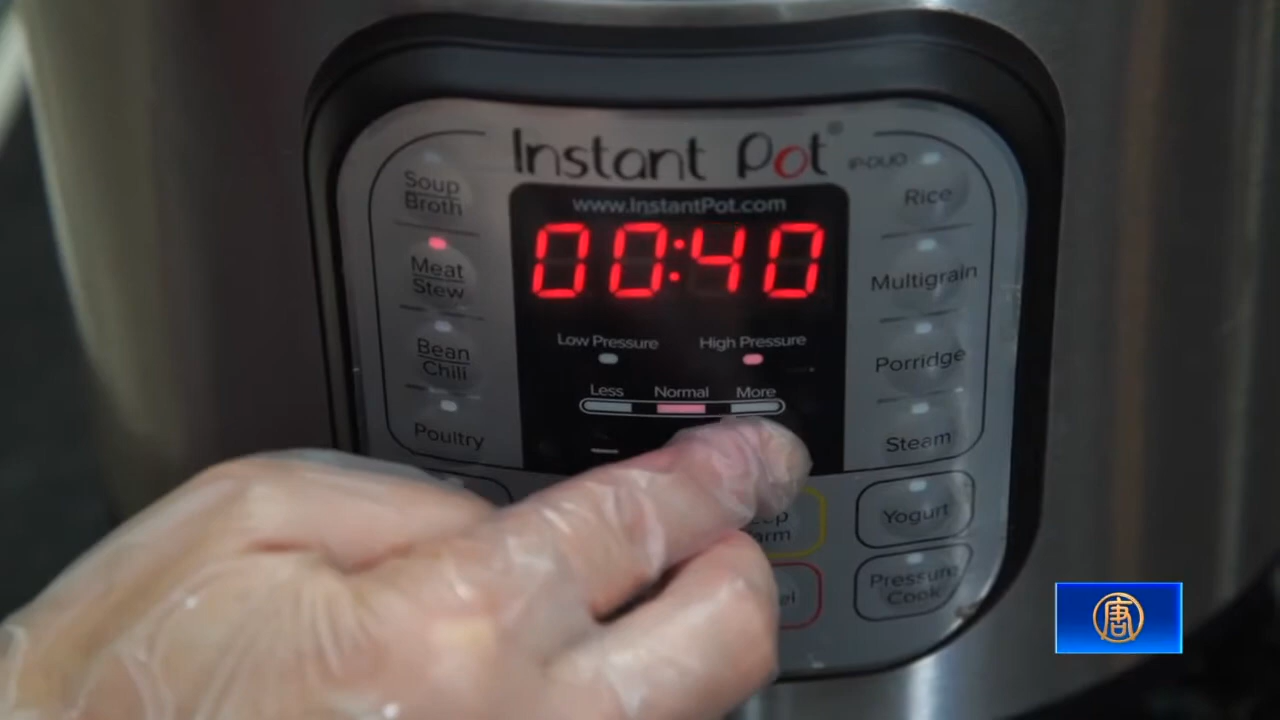 Instant Pot®
IP-DUO
www.InstantPot.com
00:40
Soup
Broth
Meat
Stew
Bean
Chili
Poultry
Low Pressure
High Pressure
Less
Normal
More
Rice
Multigrain
Porridge
Steam
Yogurt
Pressure
Cook
唐